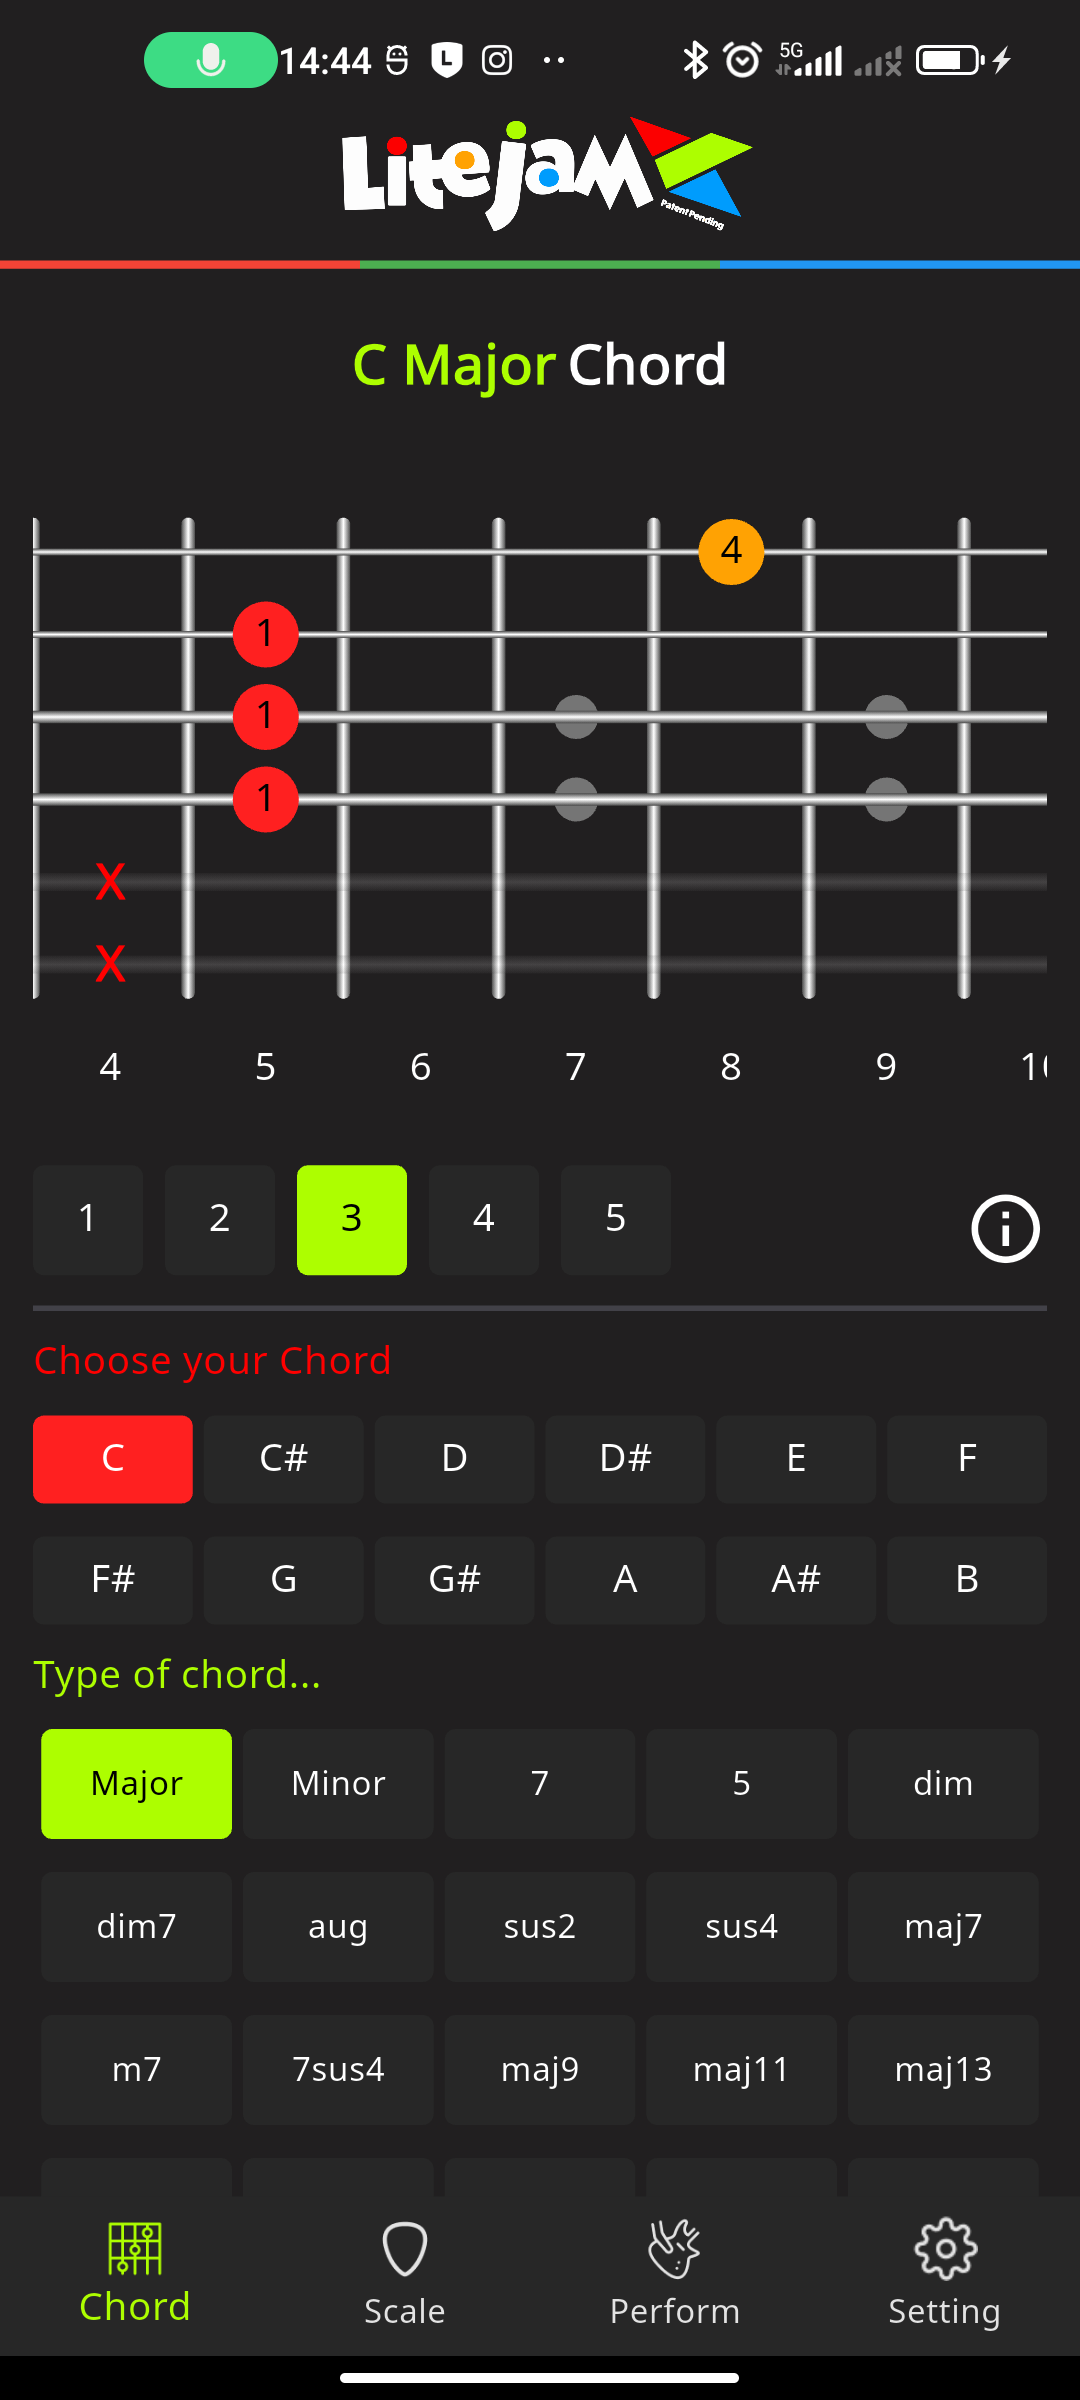 14:44
5G
Litejam
Patent Pending
C Major Chord
4
1
1
1
X
X
4 5 6 7 8 9
1 2 3 4 5
Choose your Chord
C C# D D# E F
F# G G# A A# B
Type of chord...
Major Minor 7 5 dim
dim7 aug sus2 sus4 maj7
m7 7sus4 maj9 maj11 maj13
Chord Scale Perform Setting